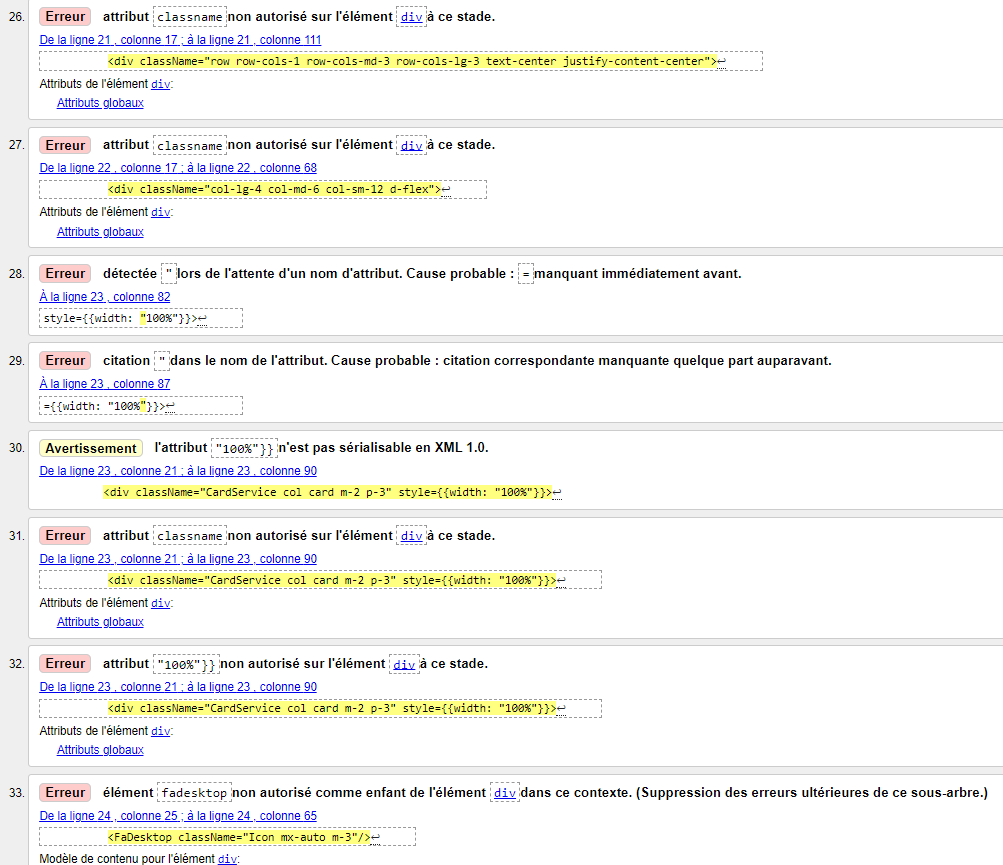 26. Erreur attribut classname non autorisé sur l'élément div à ce stade.
De la ligne 21 , colonne 17 ; à la ligne 21 , colonne 111
<div className="row row-cols-1 row-cols-md-3 row-cols-lg-3 text-center justify-content-center">↩
Attributs de l'élément div:
Attributs globaux
27. Erreur attribut classname non autorisé sur l'élément div à ce stade.
De la ligne 22 , colonne 17 ; à la ligne 22 , colonne 68
<div className="col-lg-4 col-md-6 col-sm-12 d-flex">↩
Attributs de l'élément div:
Attributs globaux
28. Erreur détectée " lors de l'attente d'un nom d'attribut. Cause probable : = manquant immédiatement avant.
À la ligne 23 , colonne 82
style={{width: "100%"}}>↩
29. Erreur citation " dans le nom de l'attribut. Cause probable : citation correspondante manquante quelque part auparavant.
À la ligne 23 , colonne 87
={{width: "100%"}}>↩
30. Avertissement l'attribut "100%"}} n'est pas sérialisable en XML 1.0.
De la ligne 23 , colonne 21 ; à la ligne 23 , colonne 90
<div className="CardService col card m-2 p-3" style={{width: "100%"}}>↩
31. Erreur attribut classname non autorisé sur l'élément div à ce stade.
De la ligne 23 , colonne 21 ; à la ligne 23 , colonne 90
<div className="CardService col card m-2 p-3" style={{width: "100%"}}>↩
Attributs de l'élément div:
Attributs globaux
32. Erreur attribut "100%"}} non autorisé sur l'élément div à ce stade.
De la ligne 23 , colonne 21 ; à la ligne 23 , colonne 90
<div className="CardService col card m-2 p-3" style={{width: "100%"}}>↩
Attributs de l'élément div:
Attributs globaux
33. Erreur élément fadesktop non autorisé comme enfant de l'élément div dans ce contexte. (Suppression des erreurs ultérieures de ce sous-arbre.)
De la ligne 24 , colonne 25 ; à la ligne 24 , colonne 65
<FaDesktop className="Icon mx-auto m-3"/>↩
Modèle de contenu pour l'élément div: